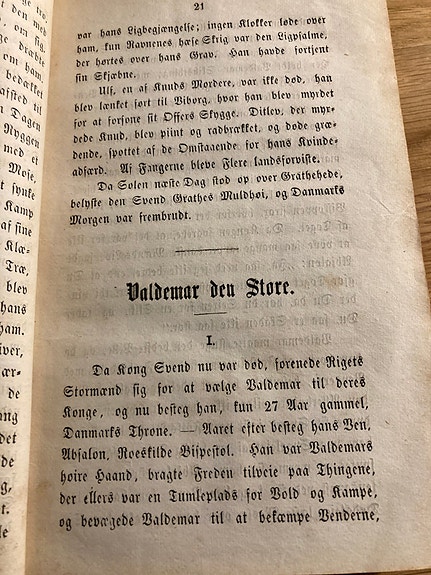 21
var hans Ligbegjængelse; ingen Klokker løde over
ham, kun Ravnenes hæse Skrig var den Ligpsalme,
der hørtes over hans Grav. Han havde fortjent
sin Skjæbne.
Ulf, en af Knuds Mordere, var ikke død, han
blev lænket ført til Viborg, hvor han blev myrdet
for at forsone sit Offers Skygge. Ditlev, der myr-
dede Knud, blev piint og radbrækket, og døde græ-
dende, spottet af de Omstaaende for hans Kvinde-
adfærd. Af Fangerne bleve Flere landsforviste.
Da Solen næste Dag stod op over Grathehede,
belyste den Svend Grathes Muldhøi, og Danmarks
Morgen var frembrudt.
Valdemar den Store.
I.
Da Kong Svend nu var død, forenede Rigets
Stormænd sig for at vælge Valdemar til deres
Konge, og nu besteg han, kun 27 Aar gammel,
Danmarks Throne. — Aaret efter besteg hans Ven,
Absalon, Roeskilde Bispestol. Han var Valdemars
høire Haand, bragte Freden tilveie paa Thingene,
der ellers var en Tumleplads for Vold og Kampe,
og bevægede Valdemar til at bekæmpe Venderne,